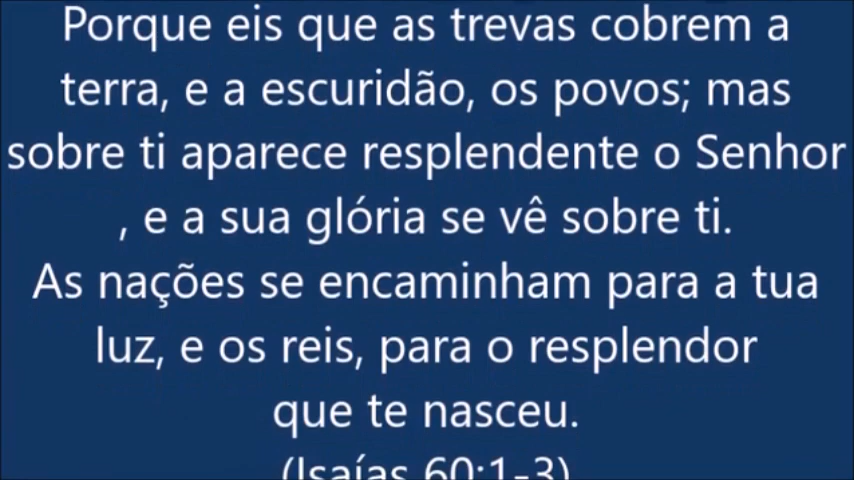 Porque eis que as trevas cobrem a
terra, e a escuridão, os povos; mas
sobre ti aparece resplendente o Senhor
, e a sua glória se vê sobre ti.
As nações se encaminham para a tua
luz, e os reis, para o resplendor
que te nasceu.
(Isaías 60:1-3)